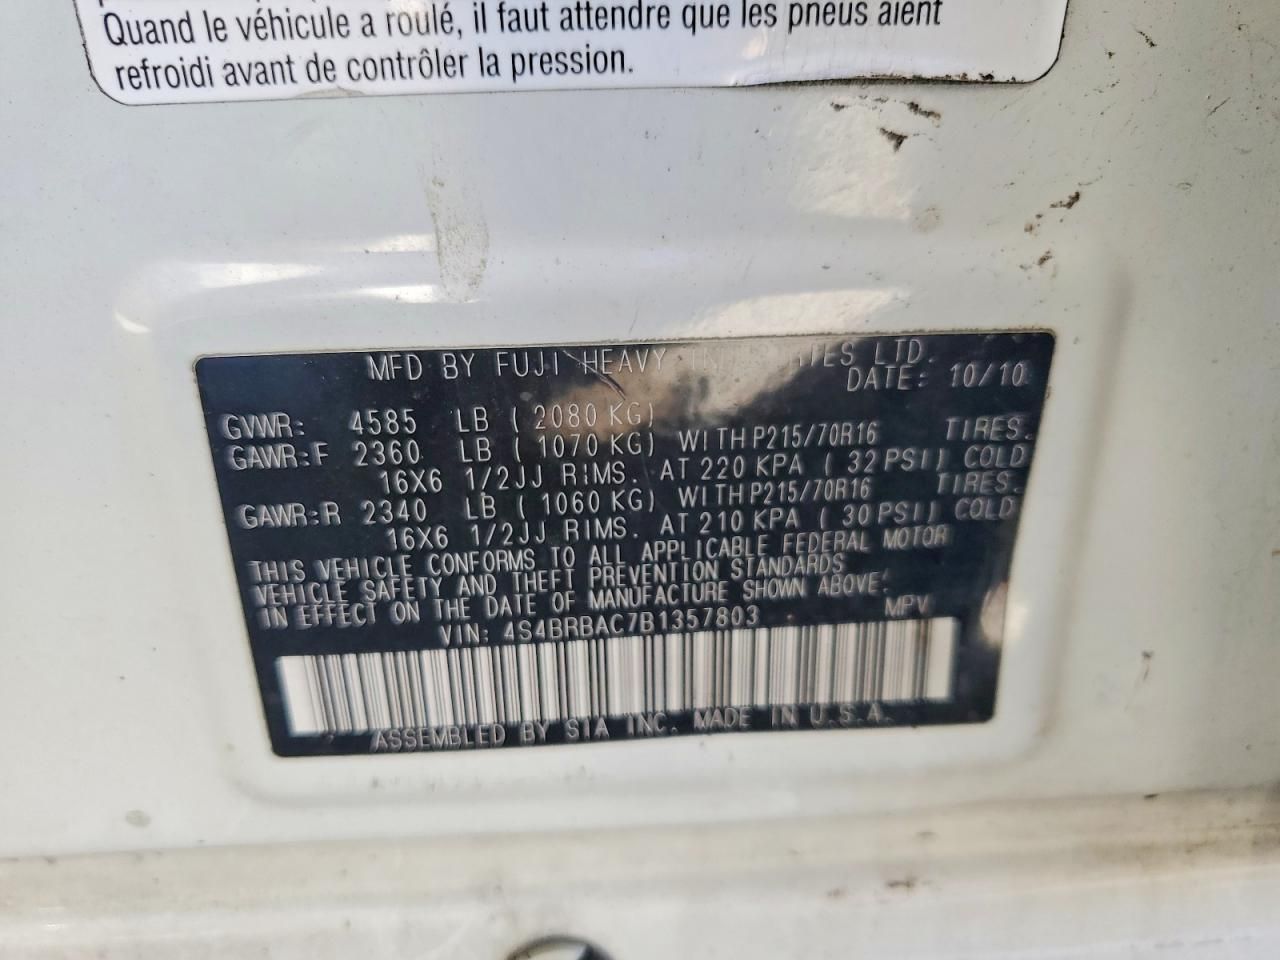 Quand le véhicule a roulé, il faut attendre que les pneus aient
refroidi avant de contrôler la pression.
MFD BY FUJI HEAVY LTD.
DATE: 10/10
GVWR: 4585 LB ( 2080 KG)
GAWR:F 2360 LB ( 1070 KG) WITH P215/70R16 TIRES.
16X6 1/2JJ RIMS. AT 220 KPA ( 32 PSI) COLD
GAWR:R 2340 LB ( 1060 KG) WITH P215/70R16 TIRES.
16X6 1/2JJ RIMS. AT 210 KPA ( 30 PSI) COLD
THIS VEHICLE CONFORMS TO ALL APPLICABLE FEDERAL MOTOR
VEHICLE SAFETY AND THEFT PREVENTION STANDARDS
IN EFFECT ON THE DATE OF MANUFACTURE SHOWN ABOVE.
VIN: 4S4BRBAC7B1357803 MPV
ASSEMBLED BY SIA INC. MADE IN U.S.A.